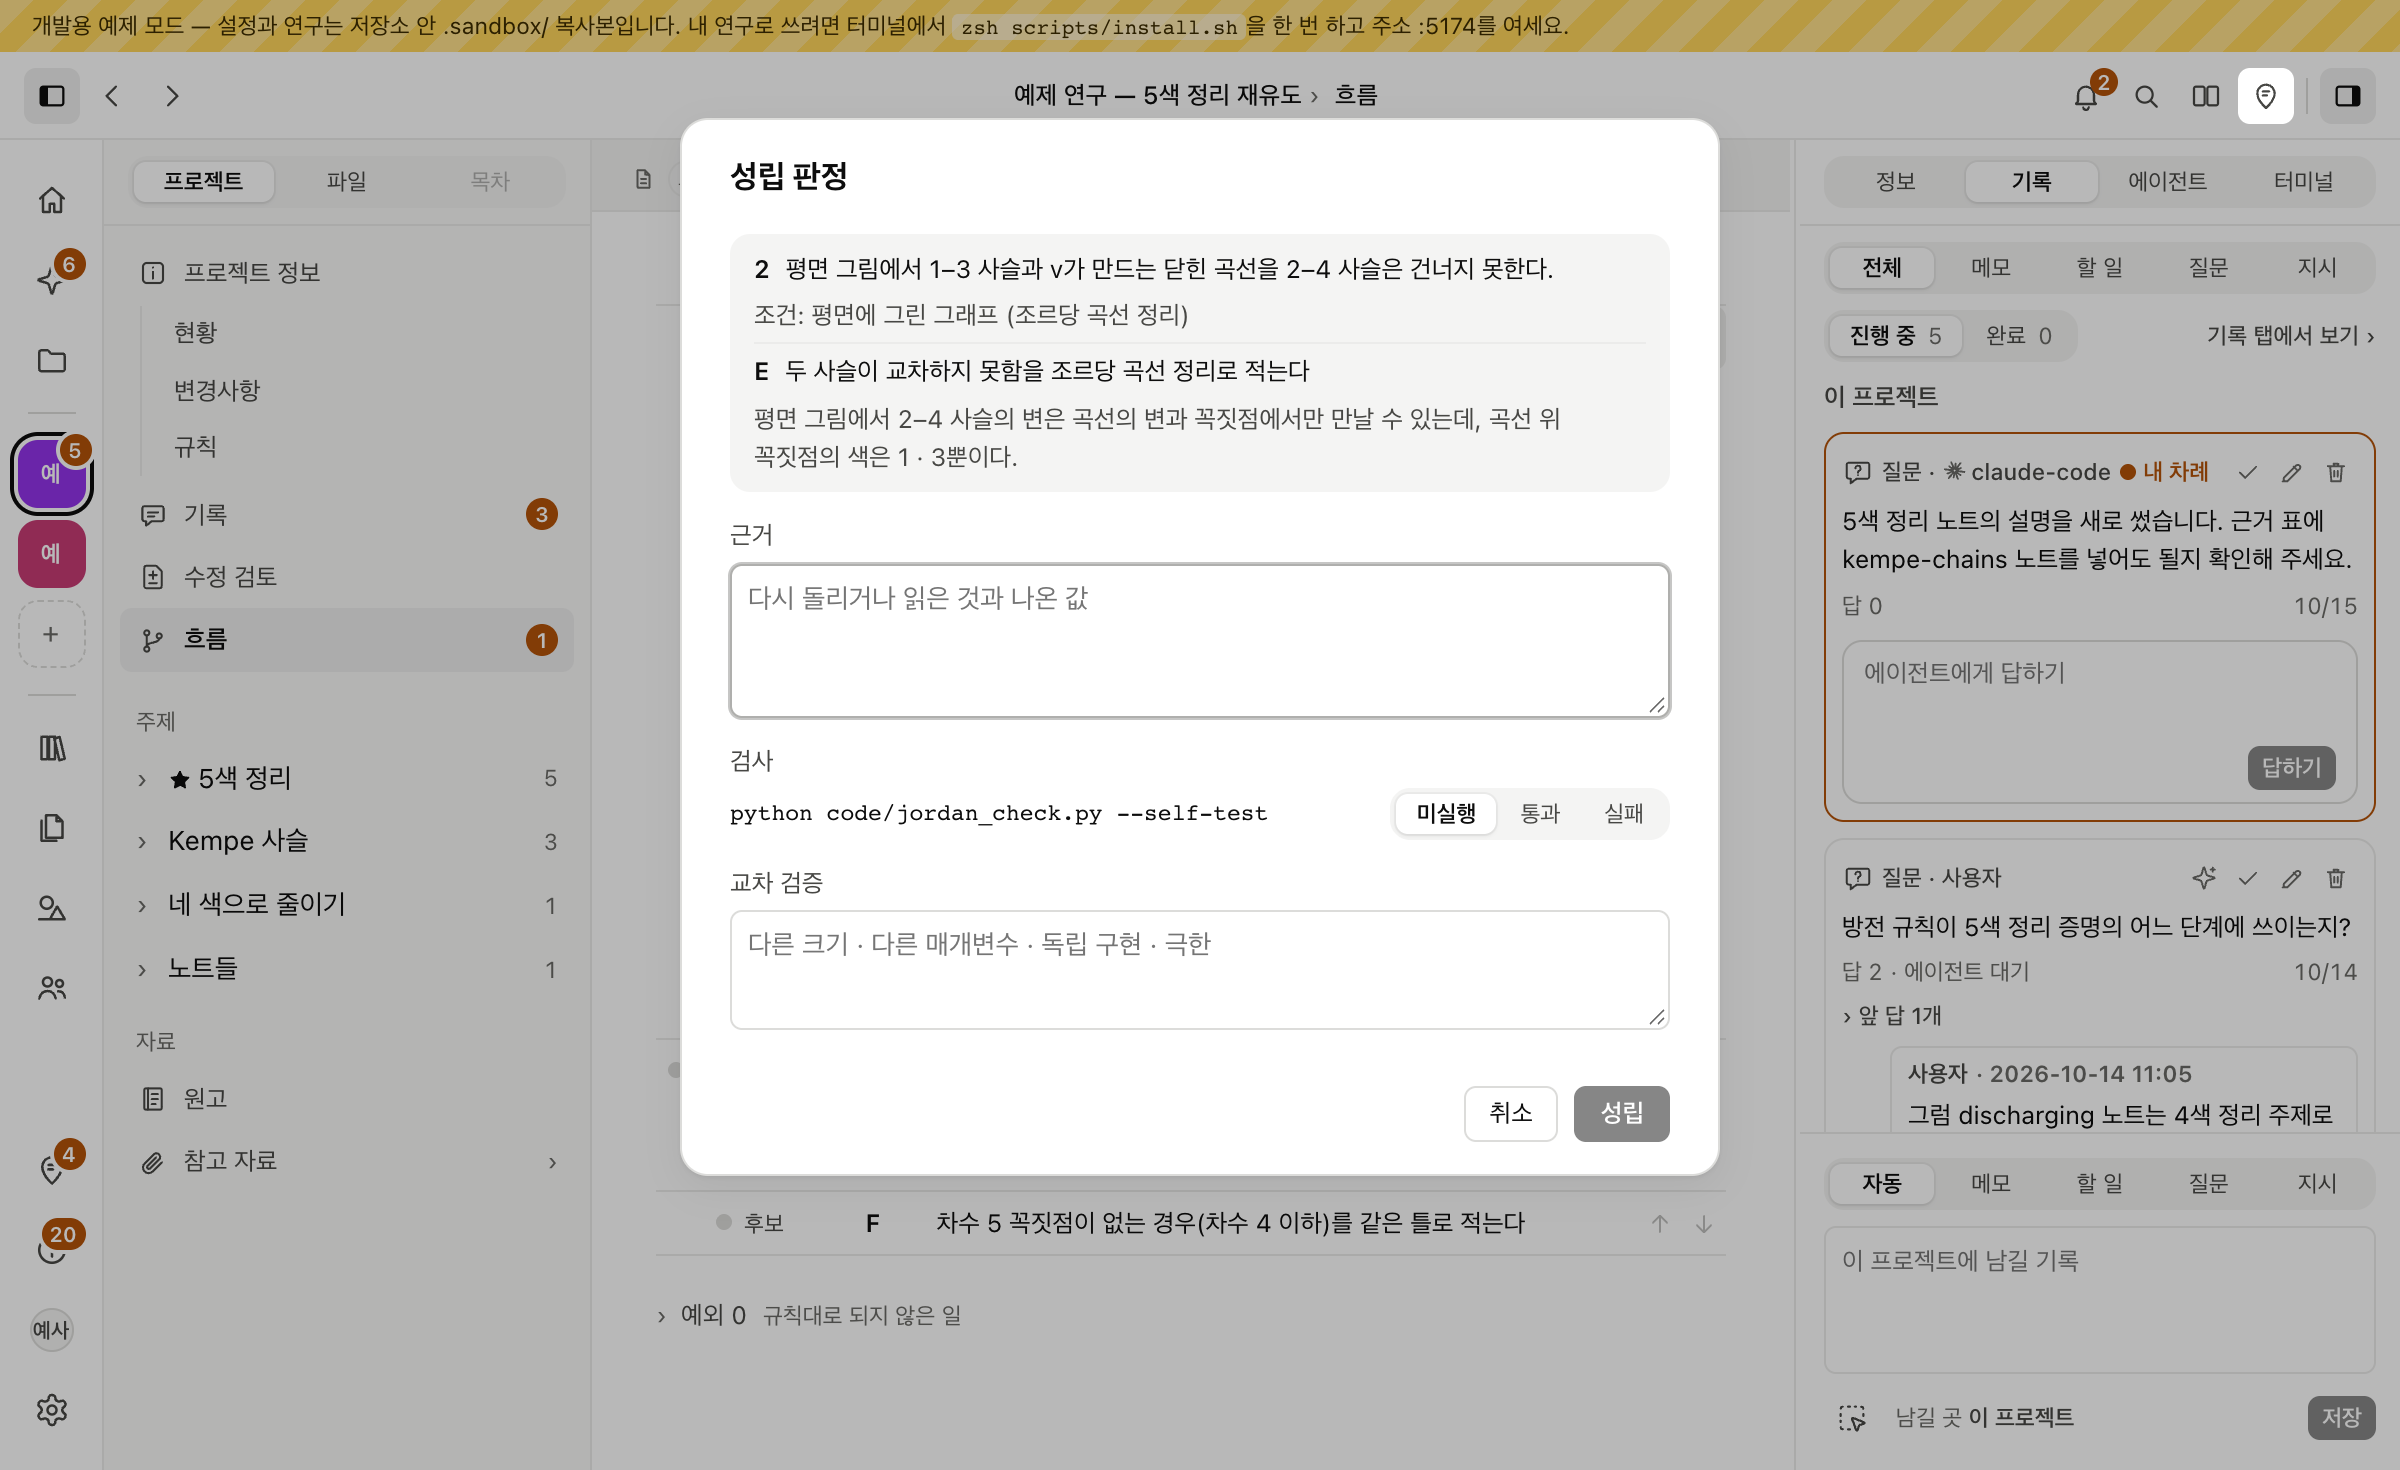 개발용 예제 모드 — 설정과 연구는 저장소 안 .sandbox/ 복사본입니다. 내 연구로 쓰려면 터미널에서 zsh scripts/install.sh을 한 번 하고 주소 :5174를 여세요.
예제 연구 — 5색 정리 재유도 › 흐름
2
프로젝트 파일 목차
6
프로젝트 정보
현황
변경사항
규칙
예 5
예
+
기록 3
수정 검토
흐름 1
주제
› ★ 5색 정리 5
› Kempe 사슬 3
› 네 색으로 줄이기 1
› 노트들 1
자료
원고
참고 자료 ›
4
20
예사
성립 판정
2 평면 그림에서 1–3 사슬과 v가 만드는 닫힌 곡선을 2–4 사슬은 건너지 못한다.
조건: 평면에 그린 그래프 (조르당 곡선 정리)
E 두 사슬이 교차하지 못함을 조르당 곡선 정리로 적는다
평면 그림에서 2–4 사슬의 변은 곡선의 변과 꼭짓점에서만 만날 수 있는데, 곡선 위
꼭짓점의 색은 1 · 3뿐이다.
근거
다시 돌리거나 읽은 것과 나온 값
검사
python code/jordan_check.py --self-test 미실행 통과 실패
교차 검증
다른 크기 · 다른 매개변수 · 독립 구현 · 극한
취소 성립
후보 F 차수 5 꼭짓점이 없는 경우(차수 4 이하)를 같은 틀로 적는다 ↑ ↓
› 예외 0 규칙대로 되지 않은 일
정보 기록 에이전트 터미널
전체 메모 할 일 질문 지시
진행 중 5 완료 0 기록 탭에서 보기 ›
이 프로젝트
질문 · claude-code 내 차례
5색 정리 노트의 설명을 새로 썼습니다. 근거 표에
kempe-chains 노트를 넣어도 될지 확인해 주세요.
답 0 10/15
에이전트에게 답하기
답하기
질문 · 사용자
방전 규칙이 5색 정리 증명의 어느 단계에 쓰이는지?
답 2 · 에이전트 대기 10/14
› 앞 답 1개
사용자 · 2026-10-14 11:05
그럼 discharging 노트는 4색 정리 주제로
자동 메모 할 일 질문 지시
이 프로젝트에 남길 기록
남길 곳 이 프로젝트 저장